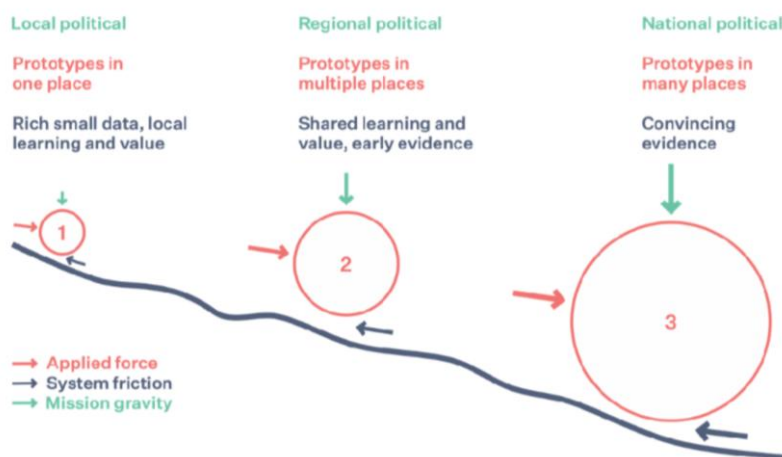 Local political
Prototypes in
one place
Rich small data, local
learning and value
Regional political
Prototypes in
multiple places
Shared learning and
value, early evidence
National political
Prototypes in
many places
Convincing
evidence
1
2
3
Applied force
System friction
Mission gravity